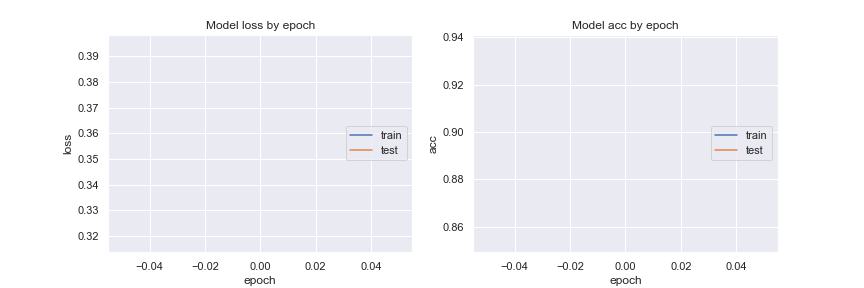 Model loss by epoch
0.39
0.38
0.37
0.36
0.35
0.34
0.33
0.32
loss
train
test
−0.04 −0.02 0.00 0.02 0.04
epoch
Model acc by epoch
0.94
0.92
0.90
0.88
0.86
acc
train
test
−0.04 −0.02 0.00 0.02 0.04
epoch